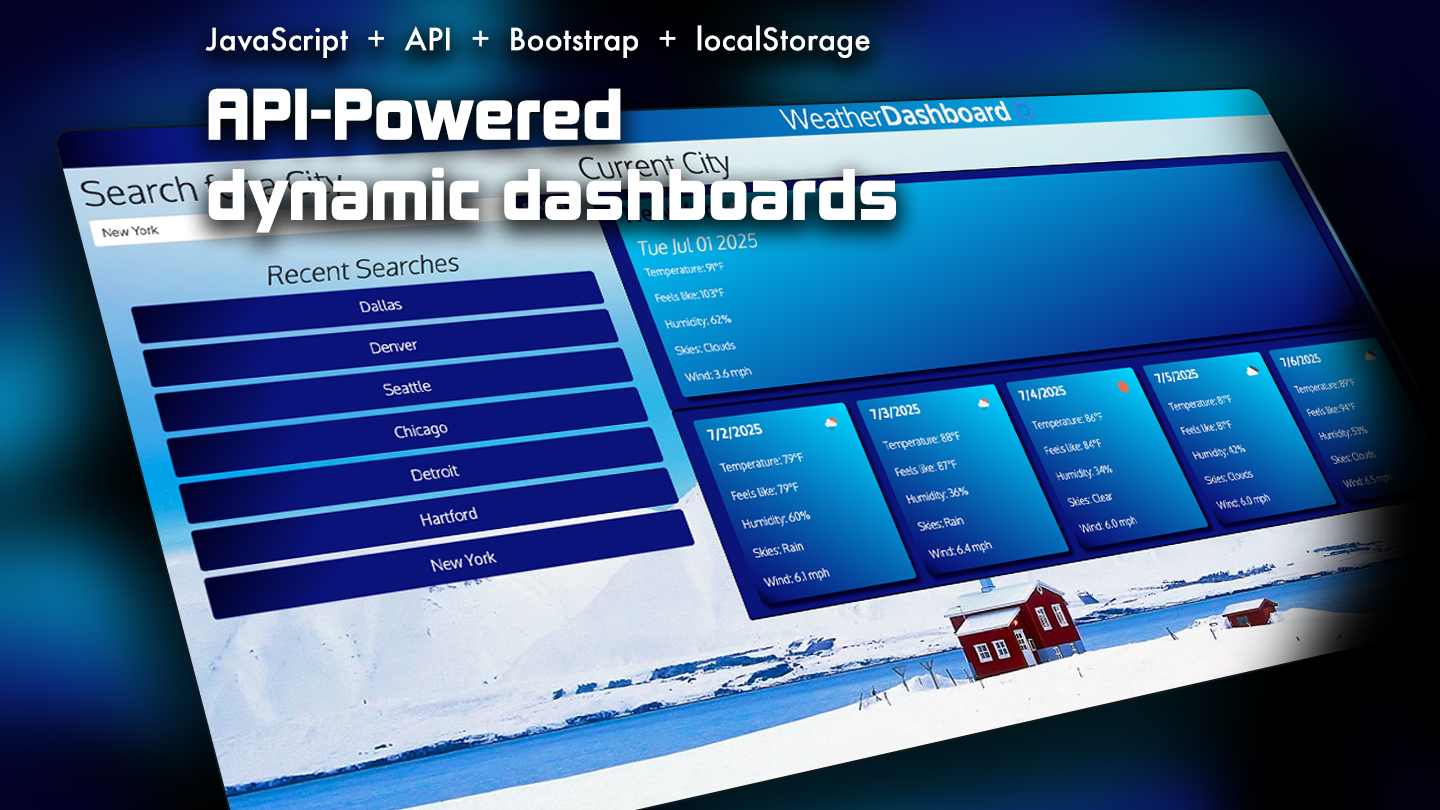 JavaScript + API + Bootstrap + localStorage
API-Powered
dynamic dashboards
WeatherDashboard
Search for a City
New York
Recent Searches
Dallas
Denver
Seattle
Chicago
Detroit
Hartford
New York
Current City
Tue Jul 01 2025
Temperature: 91°F
Feels like: 103°F
Humidity: 62%
Skies: Clouds
Wind: 3.6 mph
7/2/2025
Temperature: 79°F
Feels like: 79°F
Humidity: 60%
Skies: Rain
Wind: 6.1 mph
7/3/2025
Temperature: 88°F
Feels like: 87°F
Humidity: 36%
Skies: Rain
Wind: 6.4 mph
7/4/2025
Temperature: 86°F
Feels like: 84°F
Humidity: 34%
Skies: Clear
Wind: 6.0 mph
7/5/2025
Temperature: 81°F
Feels like: 81°F
Humidity: 42%
Skies: Clouds
Wind: 6.0 mph
7/6/2025
Temperature: 89°F
Feels like: 94°F
Humidity: 53%
Skies: Clouds
Wind: 6.5 mph